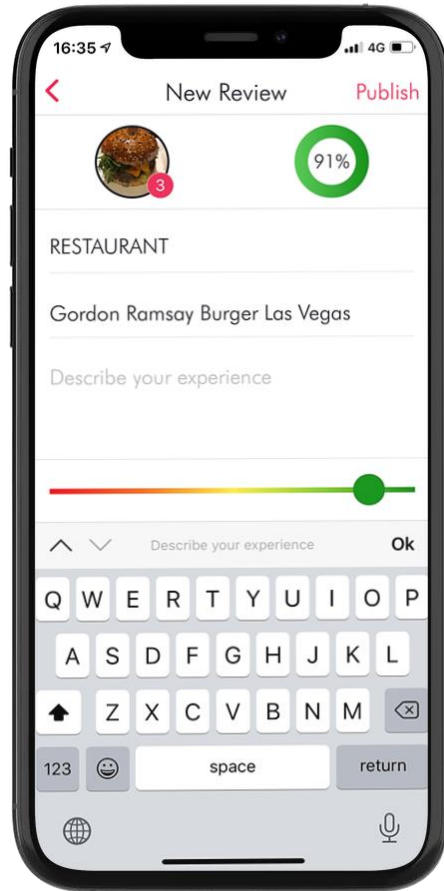 16:35 4G
New Review Publish
3 91%
RESTAURANT
Gordon Ramsay Burger Las Vegas
Describe your experience
Describe your experience Ok
Q W E R T Y U I O P
A S D F G H J K L
Z X C V B N M
123 space return